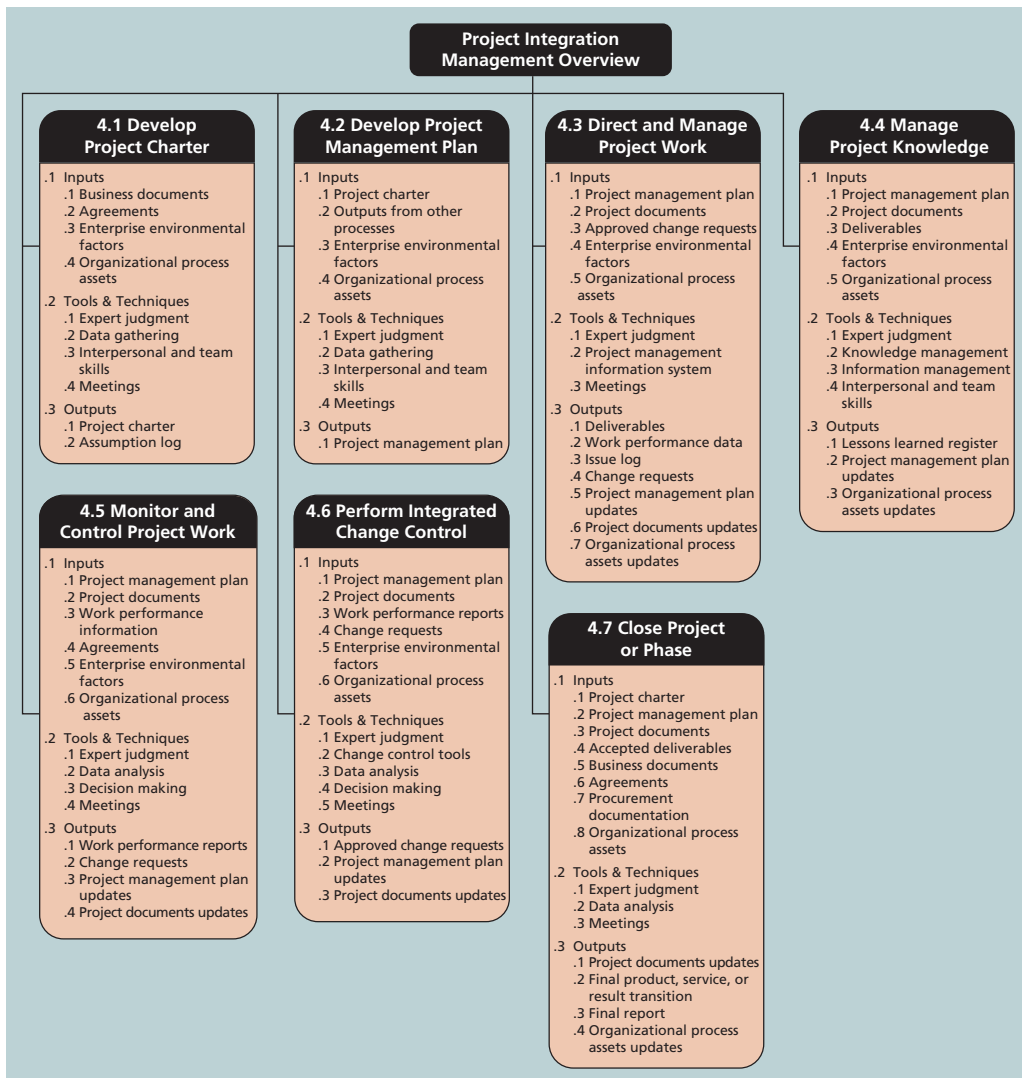 Project Integration
Management Overview
4.1 Develop
Project Charter
.1 Inputs
.1 Business documents
.2 Agreements
.3 Enterprise environmental
factors
.4 Organizational process
assets
.2 Tools & Techniques
.1 Expert judgment
.2 Data gathering
.3 Interpersonal and team
skills
.4 Meetings
.3 Outputs
.1 Project charter
.2 Assumption log
4.2 Develop Project
Management Plan
.1 Inputs
.1 Project charter
.2 Outputs from other
processes
.3 Enterprise environmental
factors
.4 Organizational process
assets
.2 Tools & Techniques
.1 Expert judgment
.2 Data gathering
.3 Interpersonal and team
skills
.4 Meetings
.3 Outputs
.1 Project management plan
4.3 Direct and Manage
Project Work
.1 Inputs
.1 Project management plan
.2 Project documents
.3 Approved change requests
.4 Enterprise environmental
factors
.5 Organizational process
assets
.2 Tools & Techniques
.1 Expert judgment
.2 Project management
information system
.3 Meetings
.3 Outputs
.1 Deliverables
.2 Work performance data
.3 Issue log
.4 Change requests
.5 Project management plan
updates
.6 Project documents updates
.7 Organizational process
assets updates
4.4 Manage
Project Knowledge
.1 Inputs
.1 Project management plan
.2 Project documents
.3 Deliverables
.4 Enterprise environmental
factors
.5 Organizational process
assets
.2 Tools & Techniques
.1 Expert judgment
.2 Knowledge management
.3 Information management
.4 Interpersonal and team
skills
.3 Outputs
.1 Lessons learned register
.2 Project management plan
updates
.3 Organizational process
assets updates
4.5 Monitor and
Control Project Work
.1 Inputs
.1 Project management plan
.2 Project documents
.3 Work performance
information
.4 Agreements
.5 Enterprise environmental
factors
.6 Organizational process
assets
.2 Tools & Techniques
.1 Expert judgment
.2 Data analysis
.3 Decision making
.4 Meetings
.3 Outputs
.1 Work performance reports
.2 Change requests
.3 Project management plan
updates
.4 Project documents updates
4.6 Perform Integrated
Change Control
.1 Inputs
.1 Project management plan
.2 Project documents
.3 Work performance reports
.4 Change requests
.5 Enterprise environmental
factors
.6 Organizational process
assets
.2 Tools & Techniques
.1 Expert judgment
.2 Change control tools
.3 Data analysis
.4 Decision making
.5 Meetings
.3 Outputs
.1 Approved change requests
.2 Project management plan
updates
.3 Project documents updates
4.7 Close Project
or Phase
.1 Inputs
.1 Project charter
.2 Project management plan
.3 Project documents
.4 Accepted deliverables
.5 Business documents
.6 Agreements
.7 Procurement
documentation
.8 Organizational process
assets
.2 Tools & Techniques
.1 Expert judgment
.2 Data analysis
.3 Meetings
.3 Outputs
.1 Project documents updates
.2 Final product, service, or
result transition
.3 Final report
.4 Organizational process
assets updates